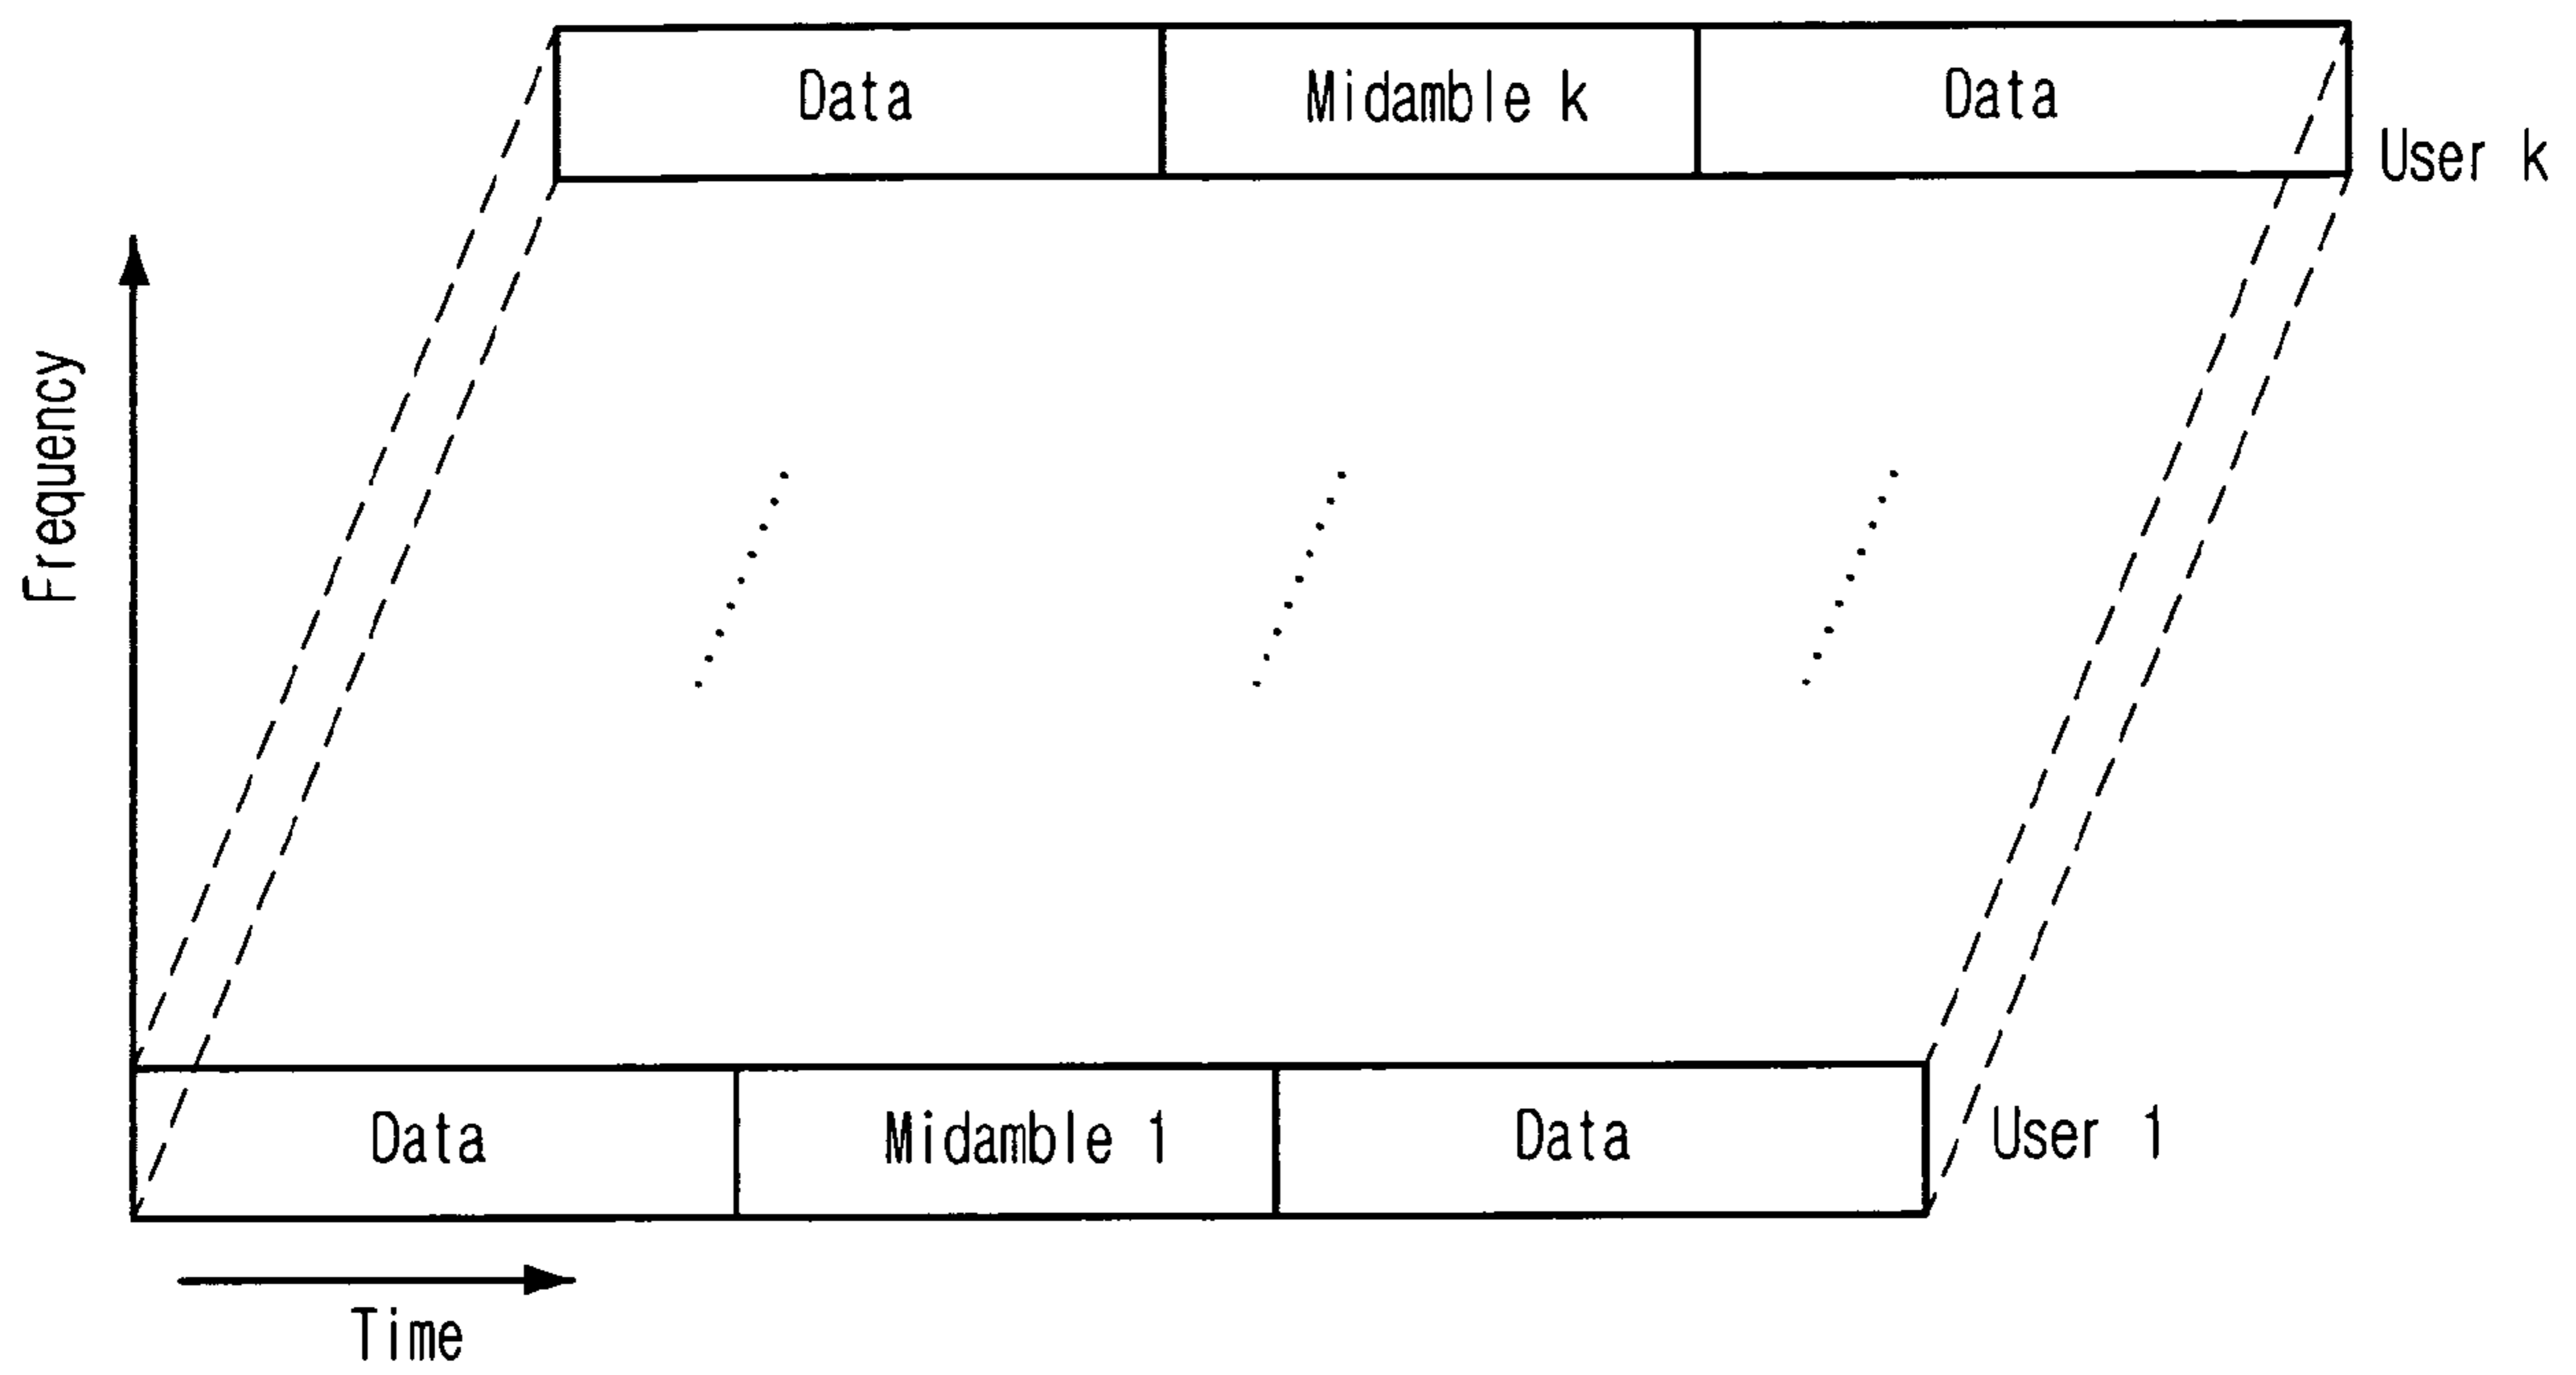 Data Midamble k Data
User k
Frequency
Data Midamble 1 Data User 1
Time